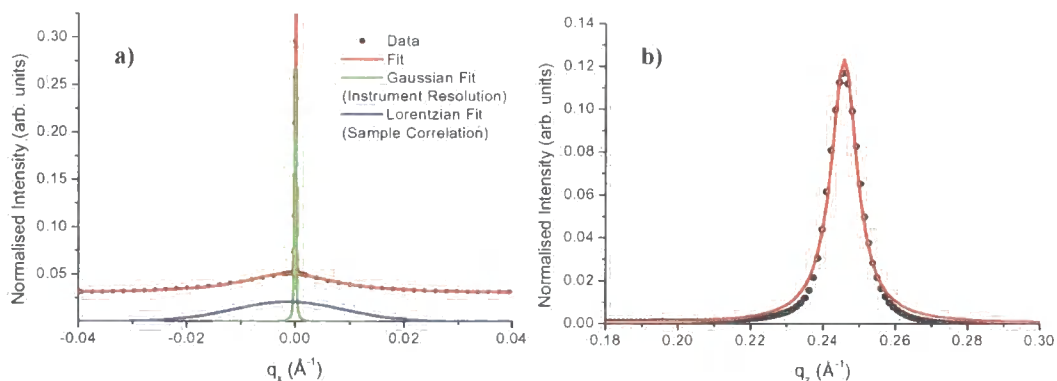 a)
Data
Fit
Gaussian Fit
(Instrument Resolution)
Lorentzian Fit
(Sample Correlation)
Normalised Intensity (arb. units)
0.30
0.25
0.20
0.15
0.10
0.05
-0.04
-0.02
0.00
0.02
0.04
qx (Å-1)
b)
Normalised Intensity (arb. units)
0.14
0.12
0.10
0.08
0.06
0.04
0.02
0.00
0.18
0.20
0.22
0.24
0.26
0.28
0.30
qz (Å-1)